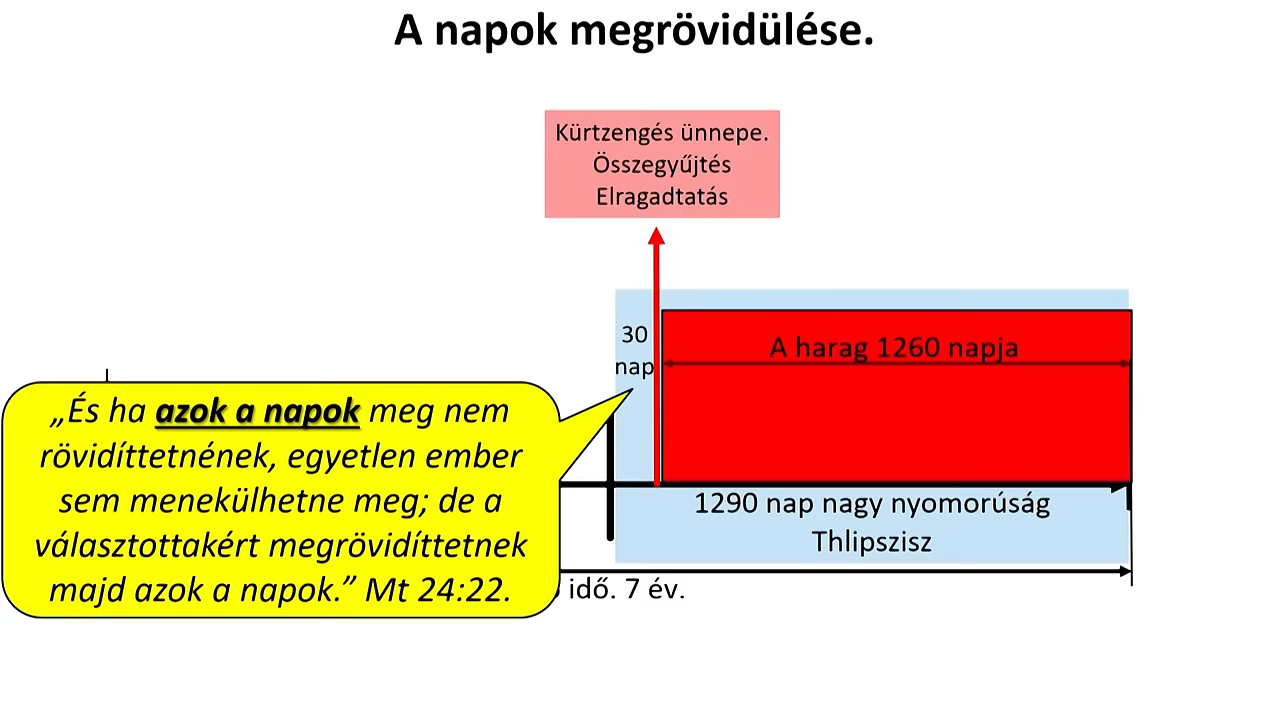 A napok megrövidülése.
Kürtzengés ünnepe.
Összegyűjtés
Elragadtatás
30
nap
A harag 1260 napja
„És ha azok a napok meg nem
rövidíttetnének, egyetlen ember
sem menekülhetne meg; de a
választottakért megrövidíttetnek
majd azok a napok.” Mt 24:22.
1290 nap nagy nyomorúság
Thlipszisz
idő. 7 év.